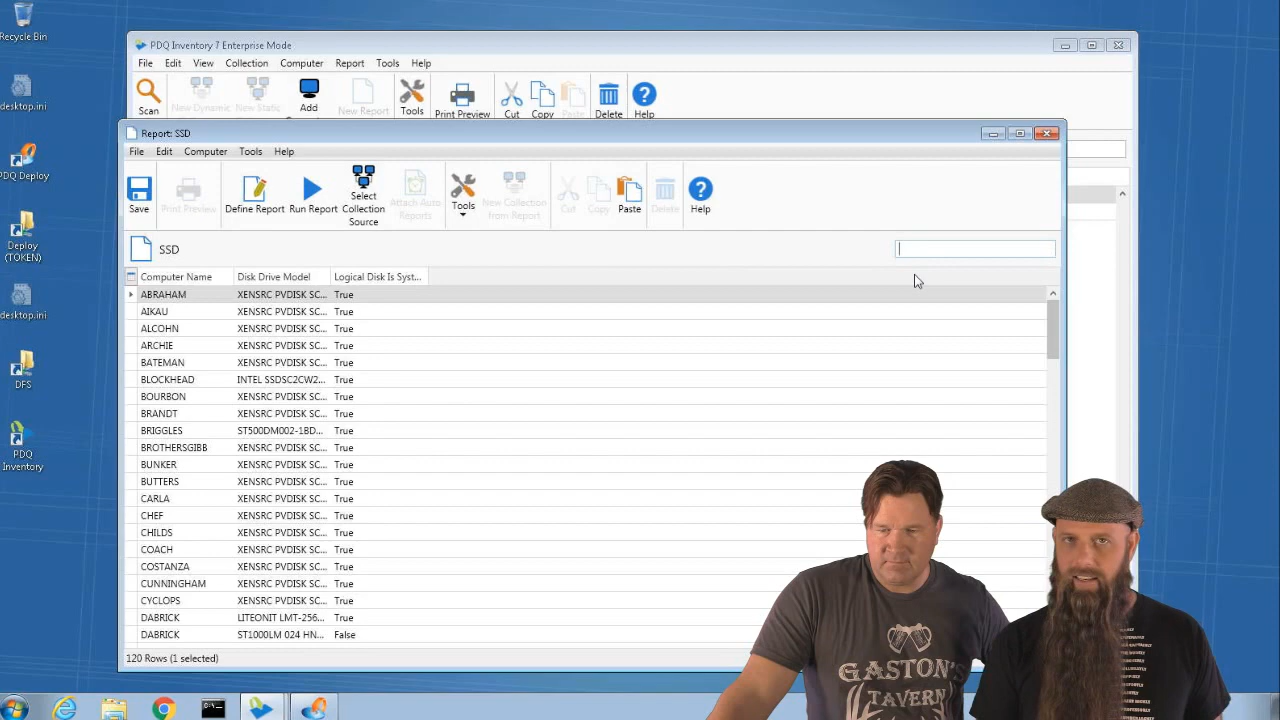 Recycle Bin
desktop.ini
PDQ Deploy
Deploy
(TOKEN)
desktop.ini
DFS
PDQ
Inventory
PDQ Inventory 7 Enterprise Mode
File Edit View Collection Computer Report Tools Help
Scan New Dynamic New Static Add New Report Tools Print Preview Cut Copy Paste Delete Help
Report: SSD
File Edit Computer Tools Help
Save Print Preview Define Report Run Report Select Collection Source Attach Auto Reports Tools New Collection from Report Cut Copy Paste Delete Help
SSD
Computer Name Disk Drive Model Logical Disk Is Syst...
ABRAHAM XENSRC PVDISK SC... True
AIKAU XENSRC PVDISK SC... True
ALCOHN XENSRC PVDISK SC... True
ARCHIE XENSRC PVDISK SC... True
BATEMAN XENSRC PVDISK SC... True
BLOCKHEAD INTEL SSDSC2CW2... True
BOURBON XENSRC PVDISK SC... True
BRANDT XENSRC PVDISK SC... True
BRIGGLES ST500DM002-1BD... True
BROTHERSGIBB XENSRC PVDISK SC... True
BUNKER XENSRC PVDISK SC... True
BUTTERS XENSRC PVDISK SC... True
CARLA XENSRC PVDISK SC... True
CHEF XENSRC PVDISK SC... True
CHILDS XENSRC PVDISK SC... True
COACH XENSRC PVDISK SC... True
COSTANZA XENSRC PVDISK SC... True
CUNNINGHAM XENSRC PVDISK SC... True
CYCLOPS XENSRC PVDISK SC... True
DABRICK LITEONIT LMT-256... True
DABRICK ST1000LM 024 HN... False
120 Rows (1 selected)